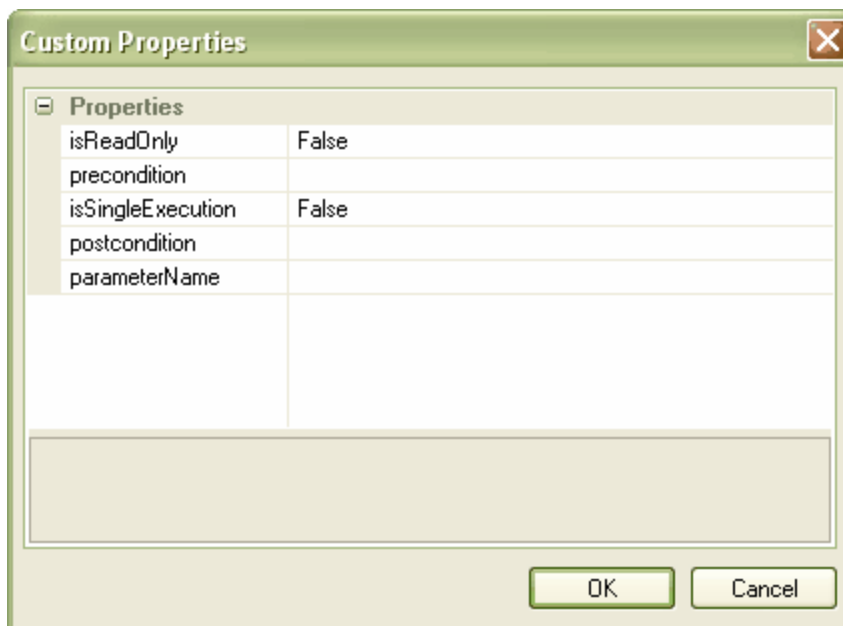 Custom Properties
Properties
isReadOnly False
precondition
isSingleExecution False
postcondition
parameterName
OK Cancel